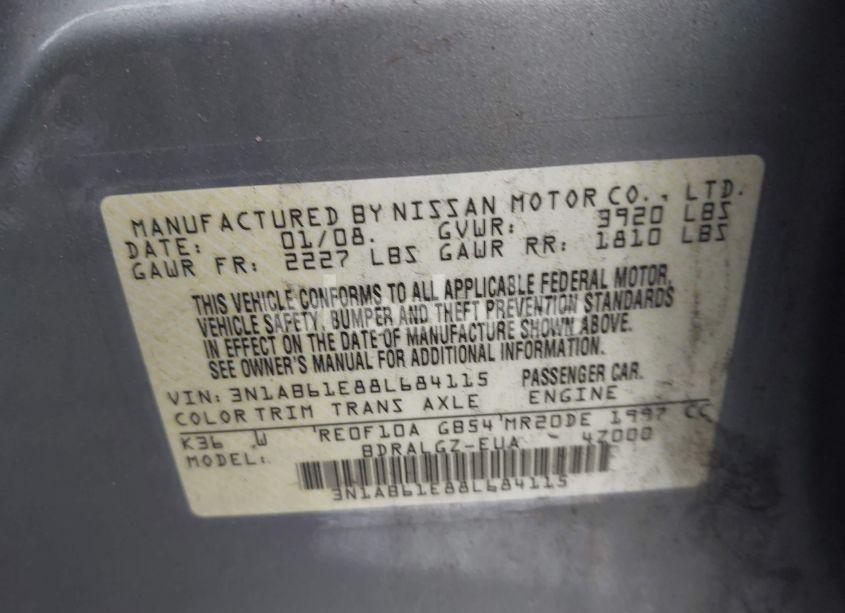 MANUFACTURED BY NISSAN MOTOR CO., LTD.
DATE: 01/08. GVWR: 3920 LBS
GAWR FR: 2227 LBS GAWR RR: 1810 LBS
THIS VEHICLE CONFORMS TO ALL APPLICABLE FEDERAL MOTOR
VEHICLE SAFETY, BUMPER AND THEFT PREVENTION STANDARDS
IN EFFECT ON THE DATE OF MANUFACTURE SHOWN ABOVE.
SEE OWNER'S MANUAL FOR ADDITIONAL INFORMATION.
VIN: 3N1AB61E88L684115 PASSENGER CAR.
COLOR TRIM TRANS AXLE ENGINE
K36 W RE0F10A GB54 MR20DE 1997 CC
MODEL: BDRALGZ-EUA - 4Z000
3N1AB61E88L684115